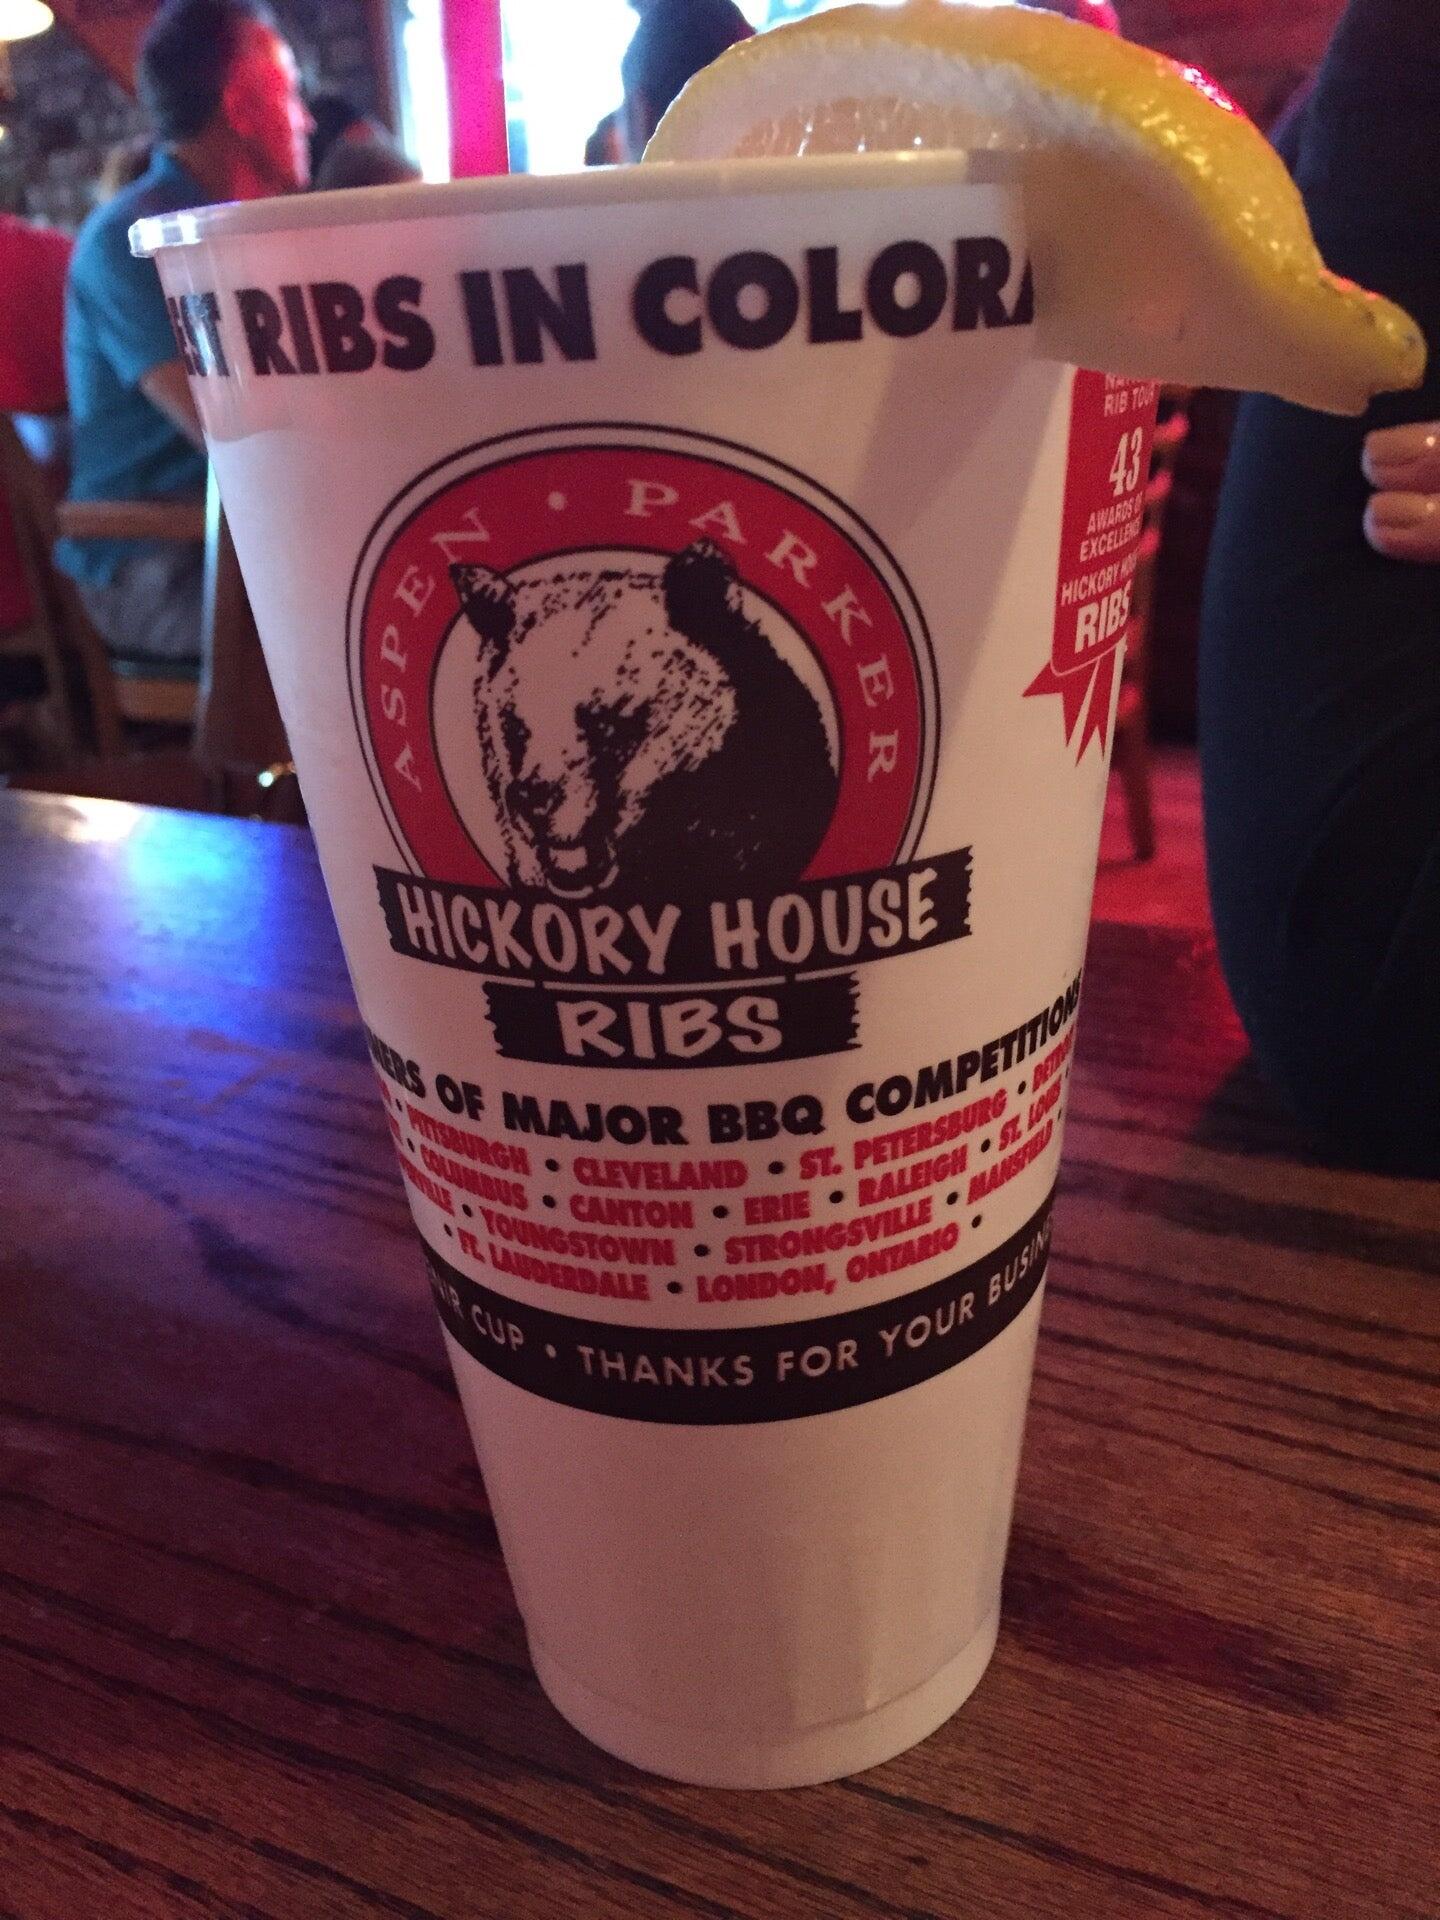 RIBS IN COLORA
ASPEN • PARKER
HICKORY HOUSE
RIBS
RIB TOUR
43
AWARDS OF
EXCELLENCE
HICKORY
RIBS
OF MAJOR BBQ COMPETITIONS
• PITTSBURGH • CLEVELAND • ST. PETERSBURG •
• COLUMBUS • CANTON • ERIE • RALEIGH • ST. LOUIS
• YOUNGSTOWN • STRONGSVILLE • MANSFIELD
• FT. LAUDERDALE • LONDON, ONTARIO •
CUP • THANKS FOR YOUR